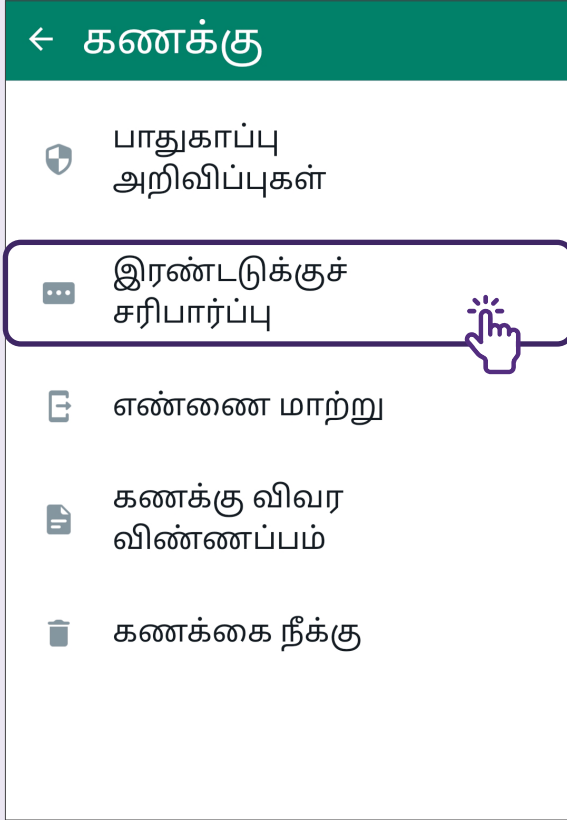 கணக்கு
பாதுகாப்பு
அறிவிப்புகள்
இரண்டடுக்குச்
சரிபார்ப்பு
எண்ணை மாற்று
கணக்கு விவர
விண்ணப்பம்
கணக்கை நீக்கு